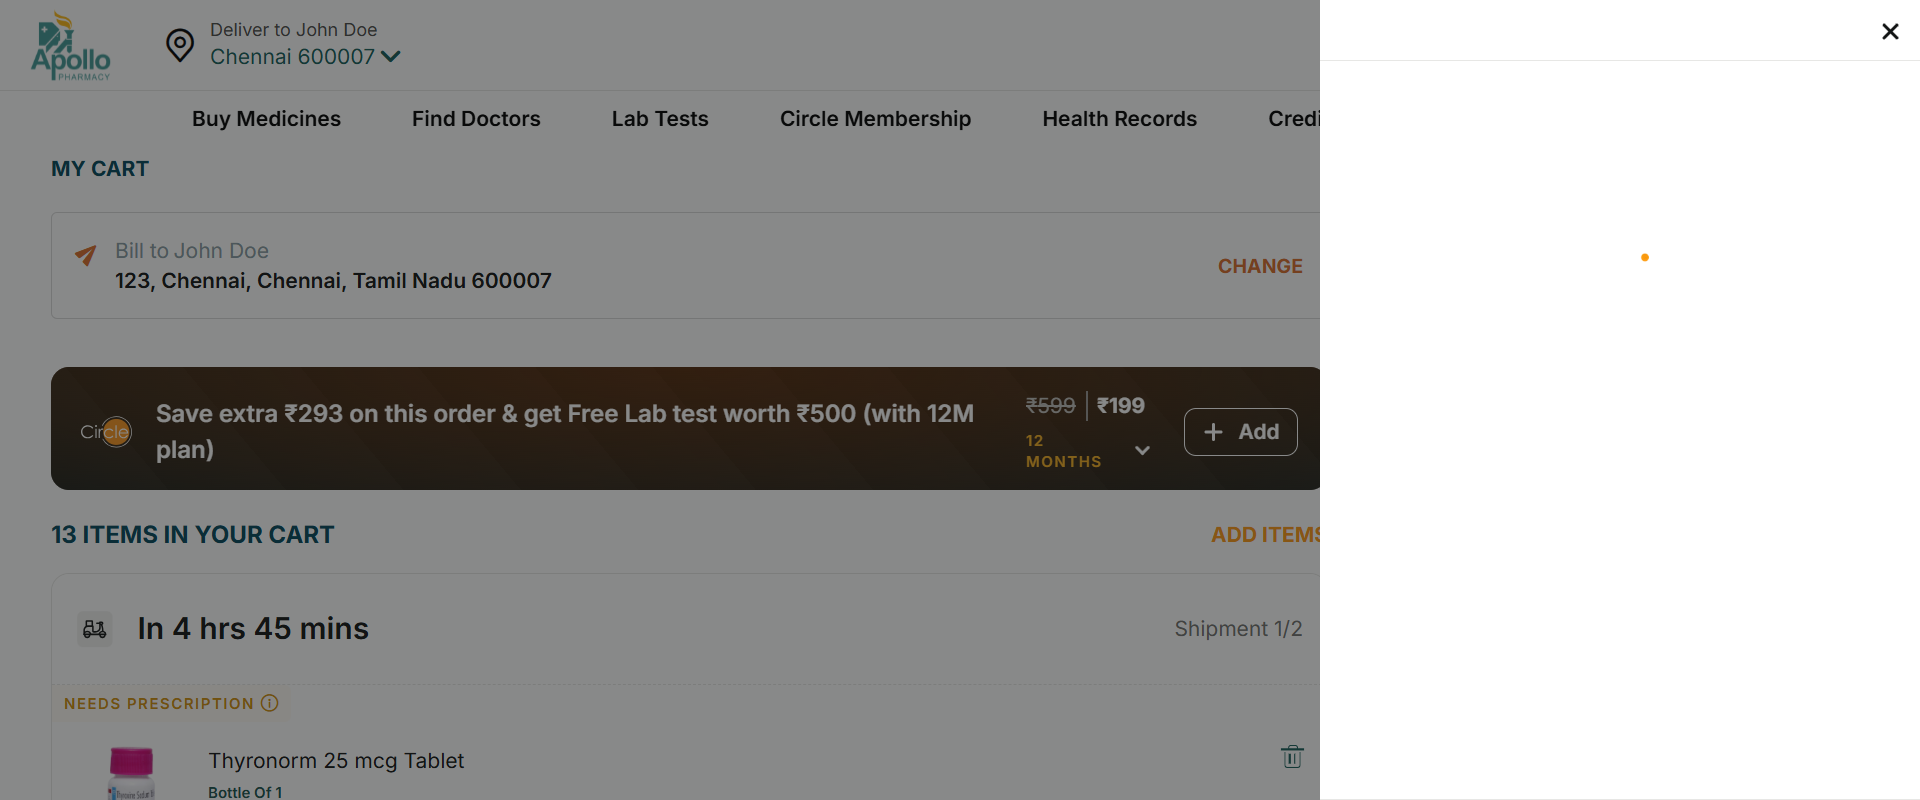 Apollo
PHARMACY
Deliver to John Doe
Chennai 600007
Buy Medicines
Find Doctors
Lab Tests
Circle Membership
Health Records
Credi
MY CART
Bill to John Doe
123, Chennai, Chennai, Tamil Nadu 600007
CHANGE
Circle
Save extra ₹293 on this order & get Free Lab test worth ₹500 (with 12M
plan)
₹599
₹199
12
MONTHS
Add
13 ITEMS IN YOUR CART
ADD ITEMS
In 4 hrs 45 mins
Shipment 1/2
NEEDS PRESCRIPTION
Thyronorm 25 mcg Tablet
Bottle Of 1